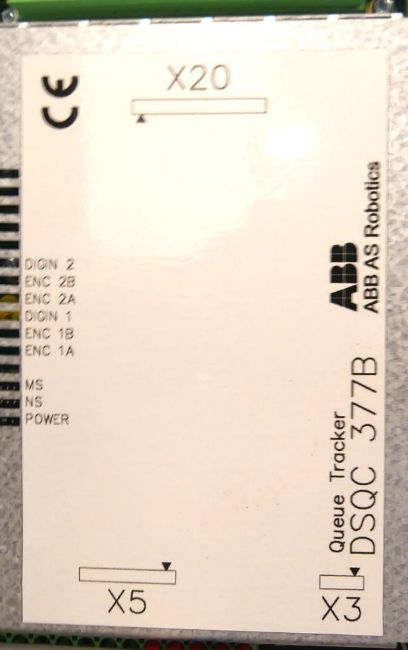 CE
X20
DIGIN 2
ENC 2B
ENC 2A
DIGIN 1
ENC 1B
ENC 1A
MS
NS
POWER
ABB
ABB AS Robotics
Queue Tracker
DSQC 377B
X5
X3